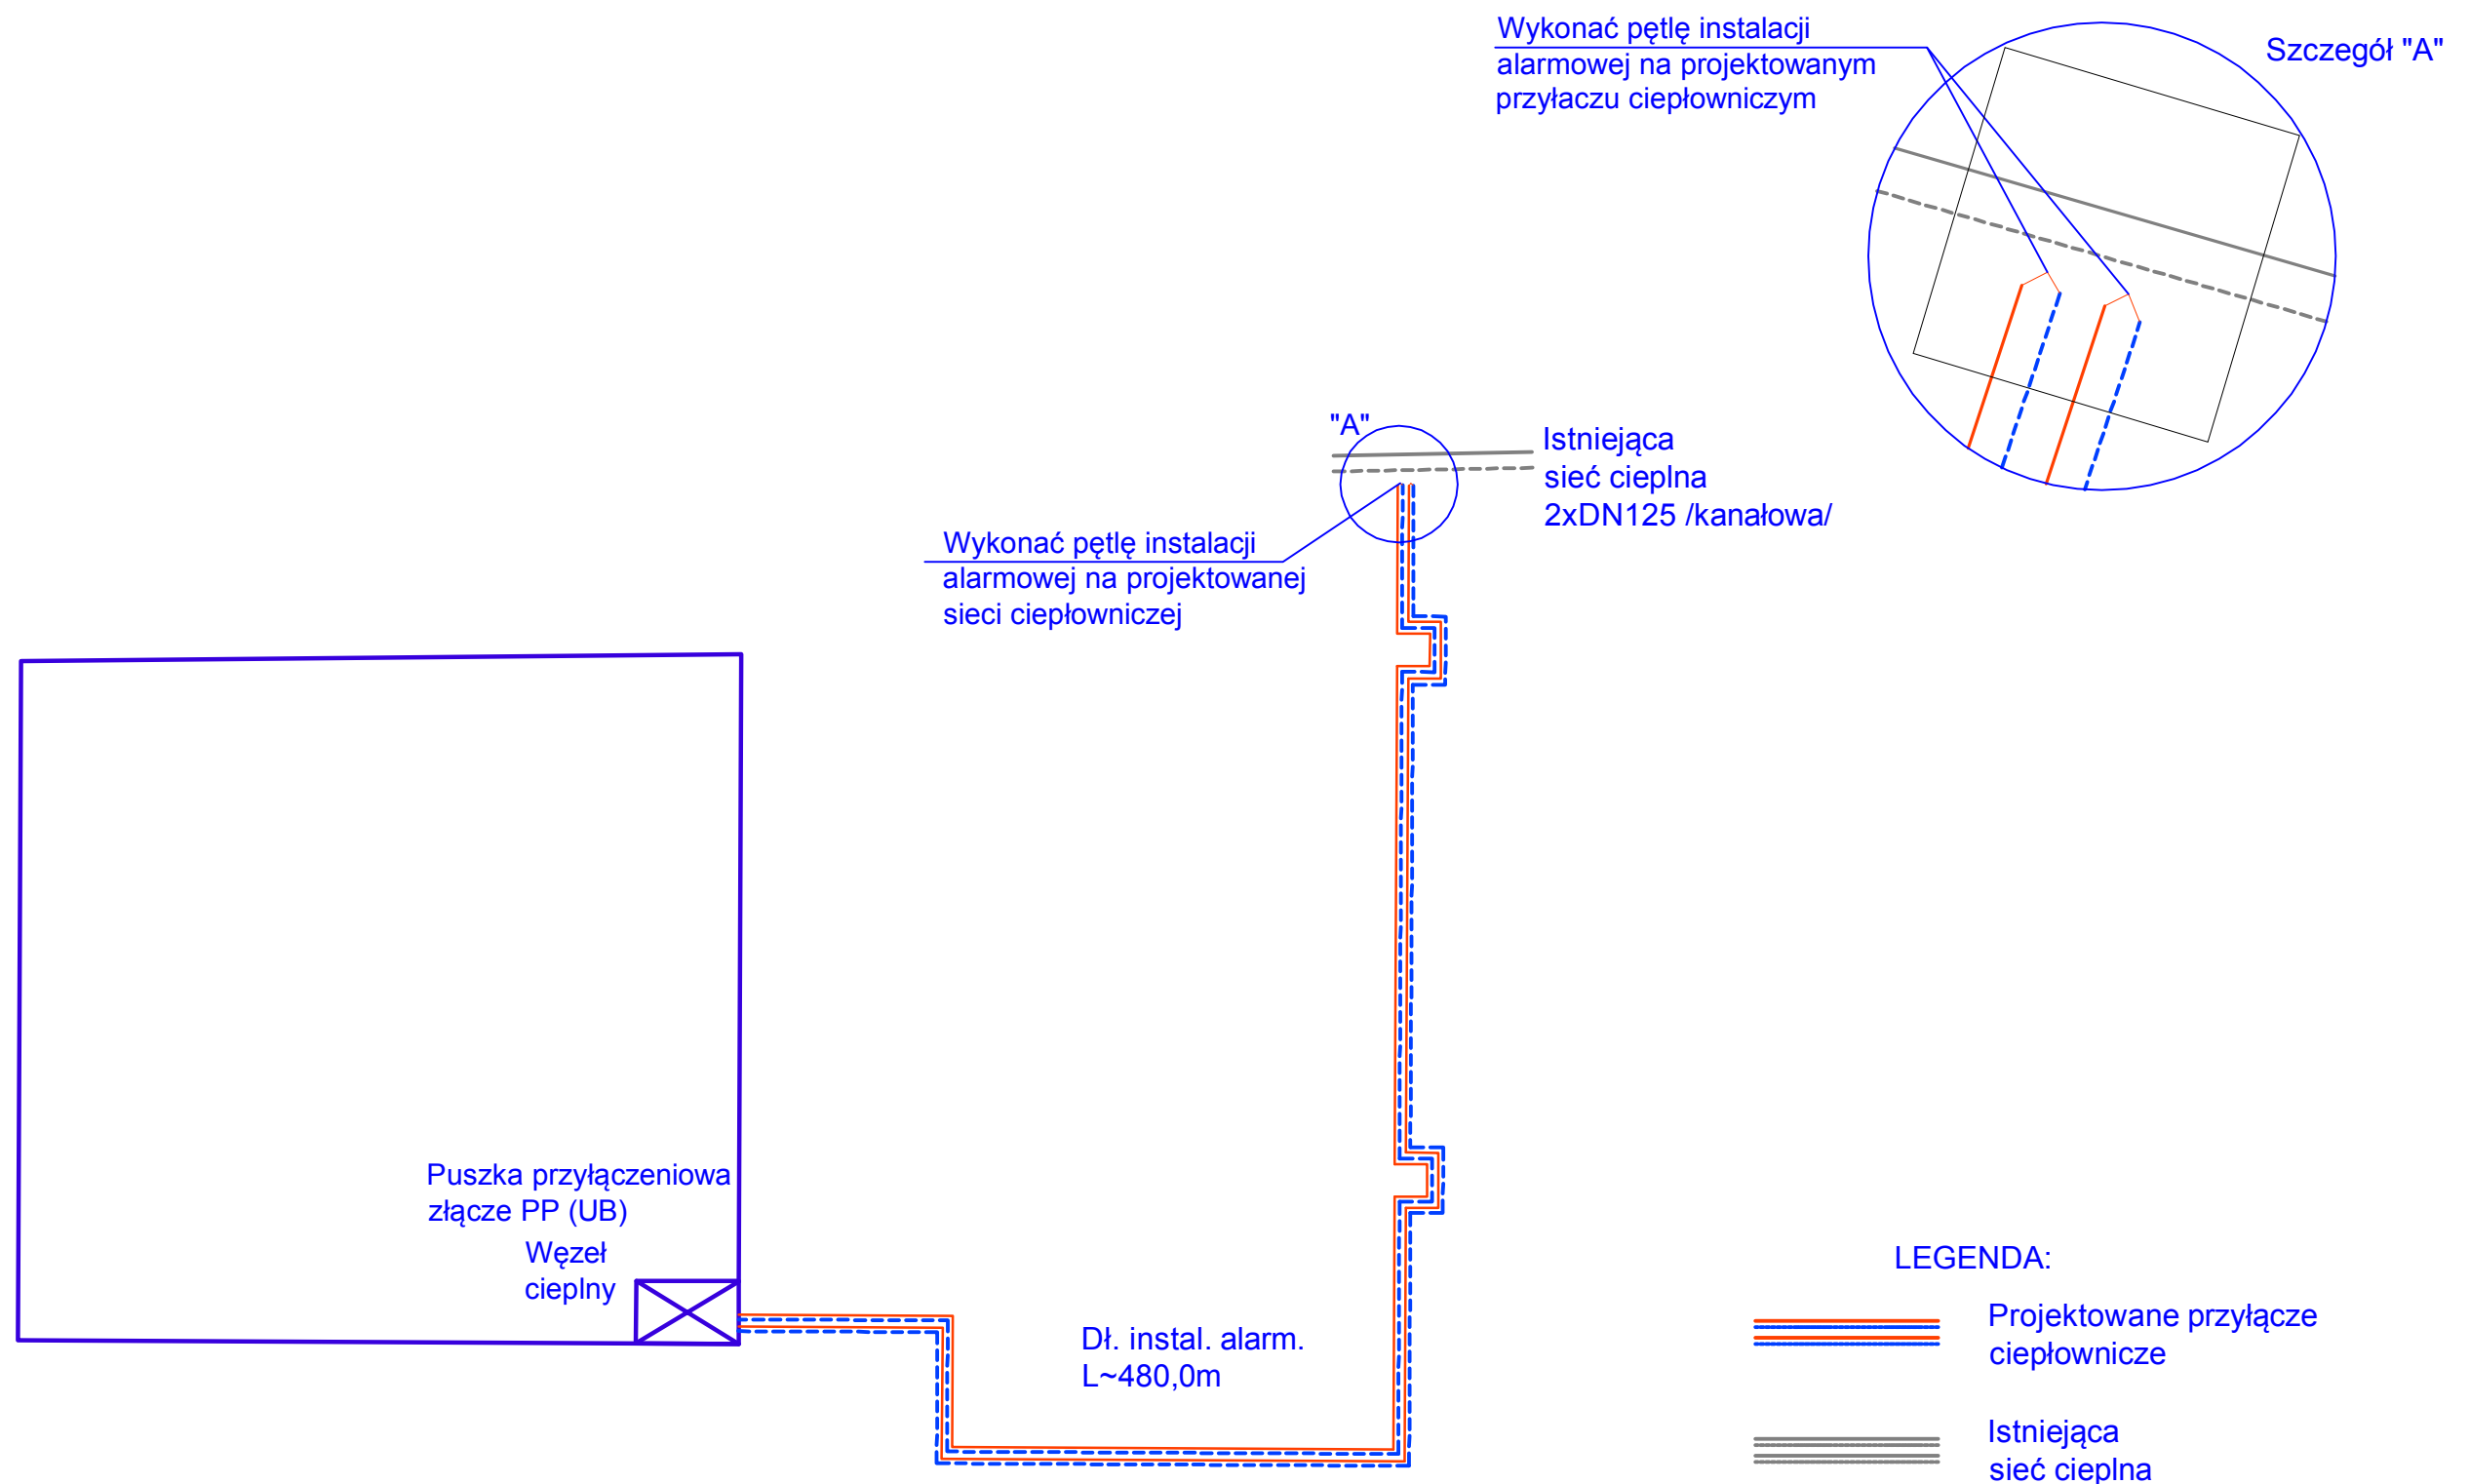 Wykonać pętlę instalacji
alarmowej na projektowanym
przyłaczu ciepłowniczym
Szczegół "A"
"A"
Istniejąca
sieć cieplna
2xDN125 /kanałowa/
Wykonać pętlę instalacji
alarmowej na projektowanej
sieci ciepłowniczej
Puszka przyłączeniowa
złącze PP (UB)
Węzeł
cieplny
Dł. instal. alarm.
L~480,0m
LEGENDA:
Projektowane przyłącze
ciepłownicze
Istniejąca
sieć cieplna